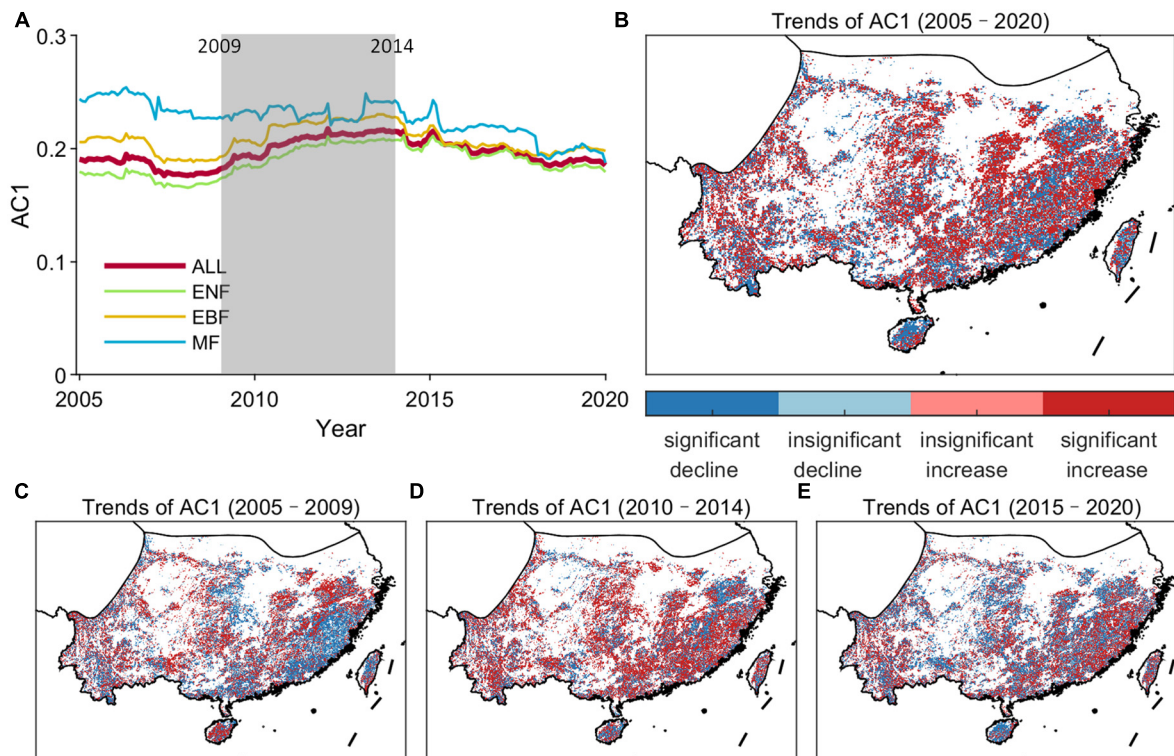 A
0.3
0.2
0.1
0
AC1
2009
2014
ALL
ENF
EBF
MF
2005
2010
2015
2020
Year
B
Trends of AC1 (2005 – 2020)
significant decline
insignificant decline
insignificant increase
significant increase
C
Trends of AC1 (2005 – 2009)
D
Trends of AC1 (2010 – 2014)
E
Trends of AC1 (2015 – 2020)